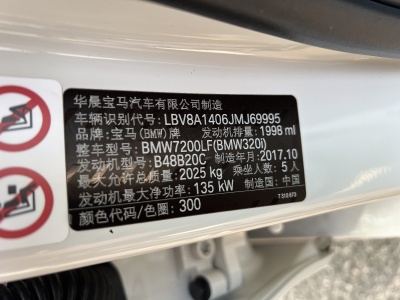 华晨宝马汽车有限公司制造
车辆识别代号: LBV8A1406JMJ69995
品牌: 宝马(BMW)牌 发动机排量: 1998 ml
整车型号: BMW7200LF(BMW320i)
发动机型号: B48B20C 制造年月: 2017.10
最大允许总质量: 2025 kg 乘坐人数: 5人
发动机最大净功率: 135 kW 制造国: 中国
颜色代码/色圈: 300